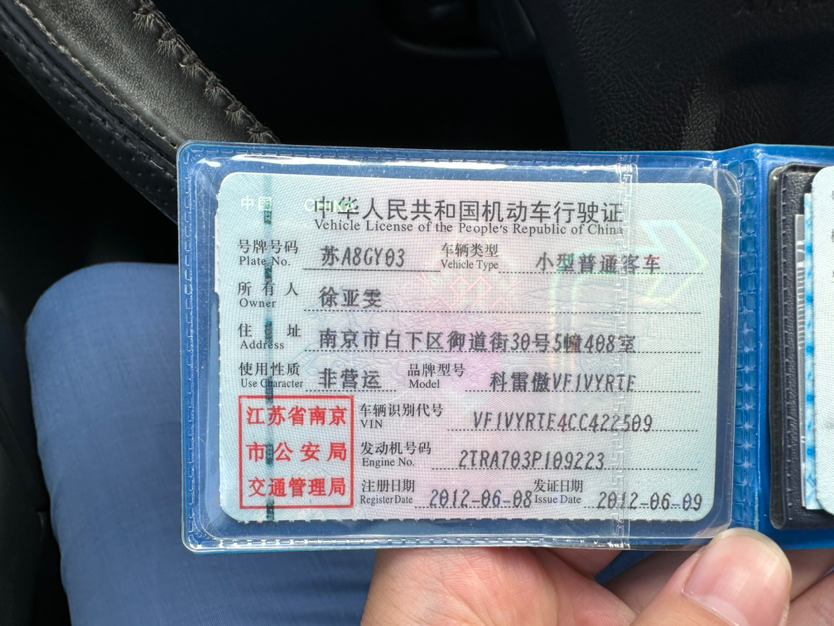 中华人民共和国机动车行驶证
Vehicle License of the People's Republic of China
号牌号码 苏A8GY03 车辆类型 小型普通客车
Plate No. Vehicle Type
所有人 徐亚雯
Owner
住址 南京市白下区御道街30号5幢408室
Address
使用性质 非营运 品牌型号 科雷傲VF1VYRTE
Use Character Model
江苏省南京
市公安局
交通管理局
车辆识别代号 VF1VYRTE4CC422509
VIN
发动机号码 2TRA703P109223
Engine No.
注册日期 2012-06-08 发证日期 2012-06-09
Register Date Issue Date